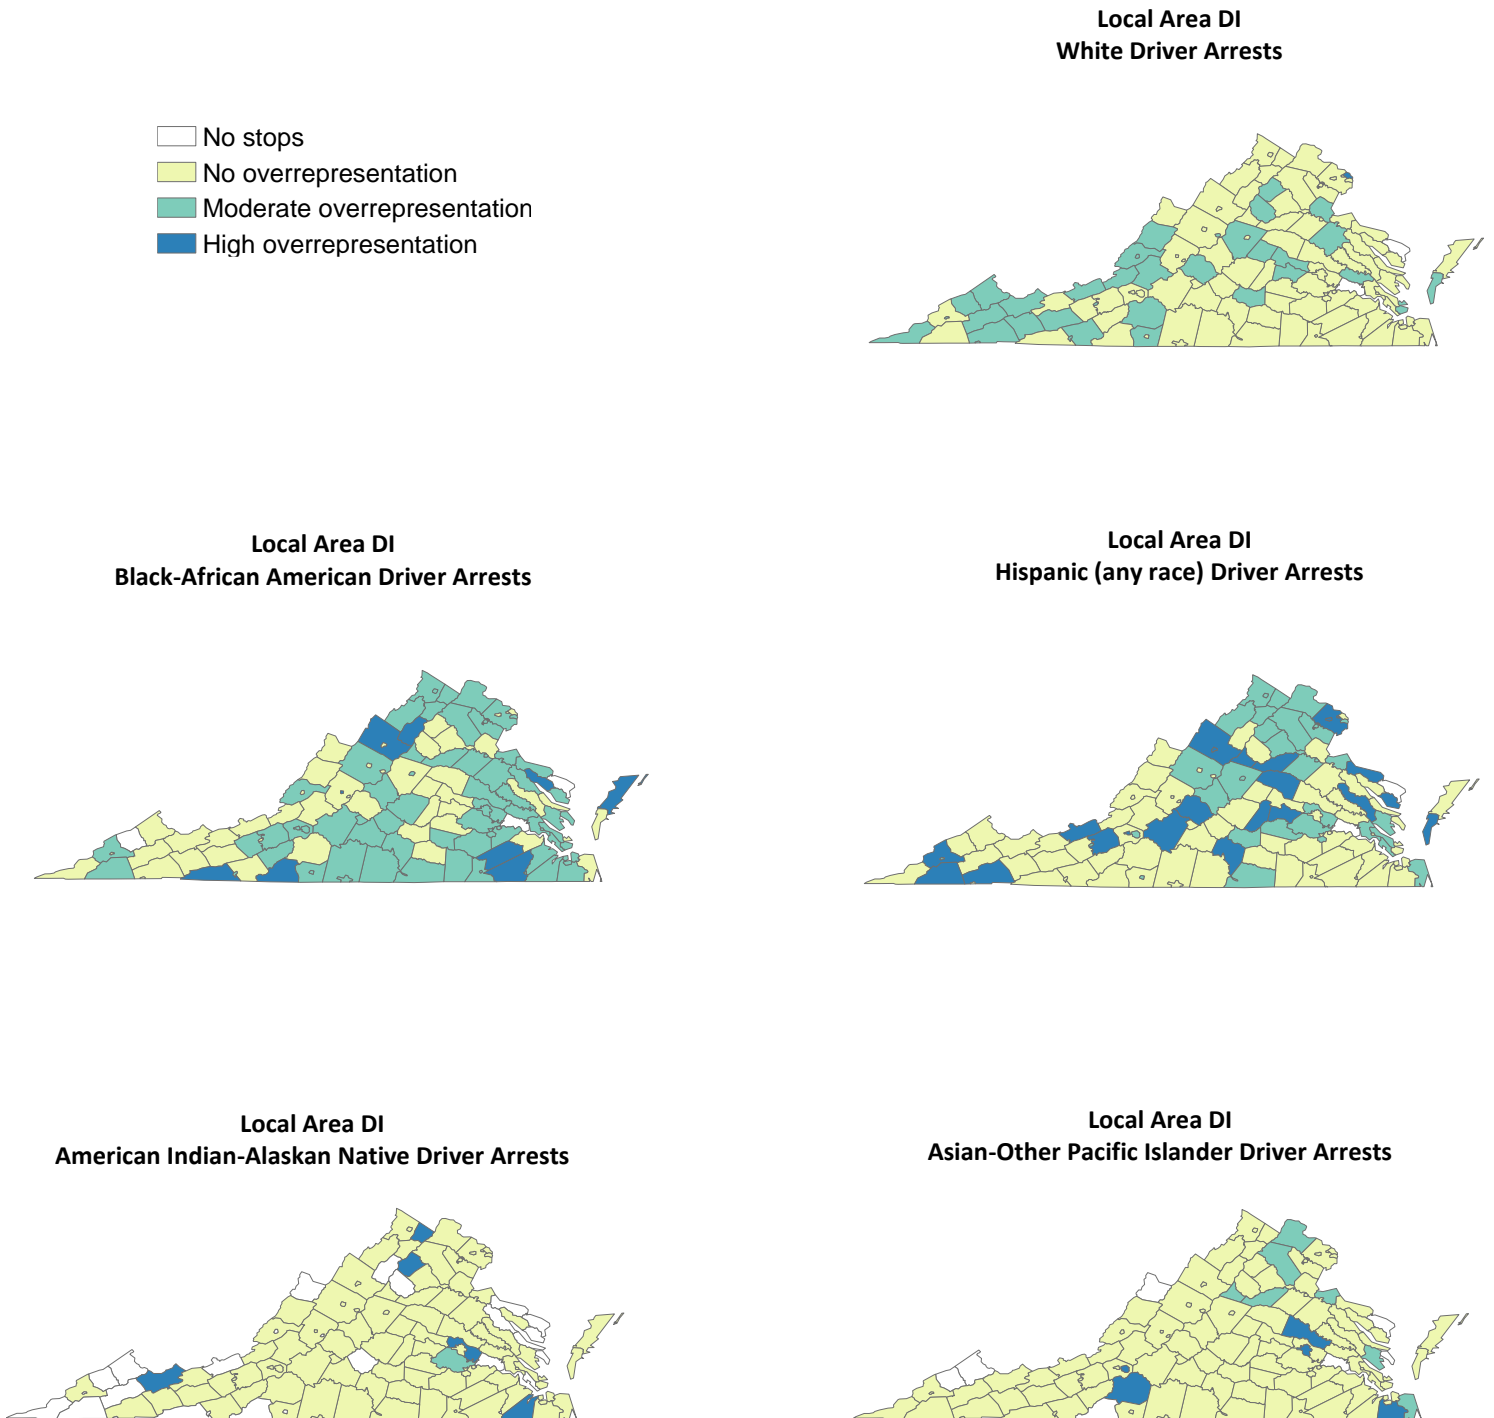 Local Area DI
White Driver Arrests
No stops
No overrepresentation
Moderate overrepresentation
High overrepresentation
Local Area DI
Black-African American Driver Arrests
Local Area DI
Hispanic (any race) Driver Arrests
Local Area DI
American Indian-Alaskan Native Driver Arrests
Local Area DI
Asian-Other Pacific Islander Driver Arrests